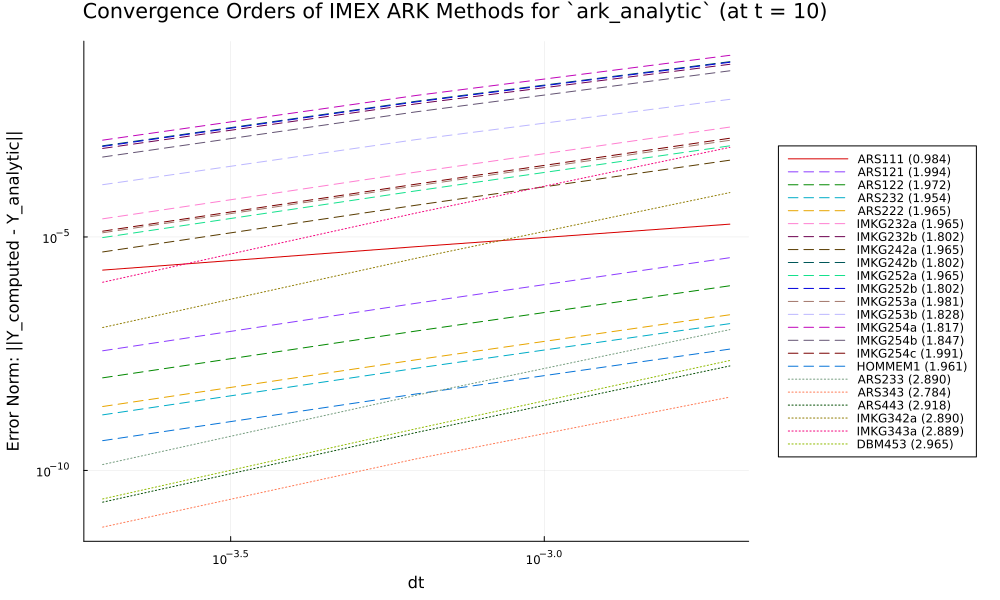 Convergence Orders of IMEX ARK Methods for `ark_analytic` (at t = 10)
Error Norm: ||Y_computed - Y_analytic||
10^-5
10^-10
10^-3.5
10^-3.0
dt
ARS111 (0.984)
ARS121 (1.994)
ARS122 (1.972)
ARS232 (1.954)
ARS222 (1.965)
IMKG232a (1.965)
IMKG232b (1.802)
IMKG242a (1.965)
IMKG242b (1.802)
IMKG252a (1.965)
IMKG252b (1.802)
IMKG253a (1.981)
IMKG253b (1.828)
IMKG254a (1.817)
IMKG254b (1.847)
IMKG254c (1.991)
HOMMEM1 (1.961)
ARS233 (2.890)
ARS343 (2.784)
ARS443 (2.918)
IMKG342a (2.890)
IMKG343a (2.889)
DBM453 (2.965)